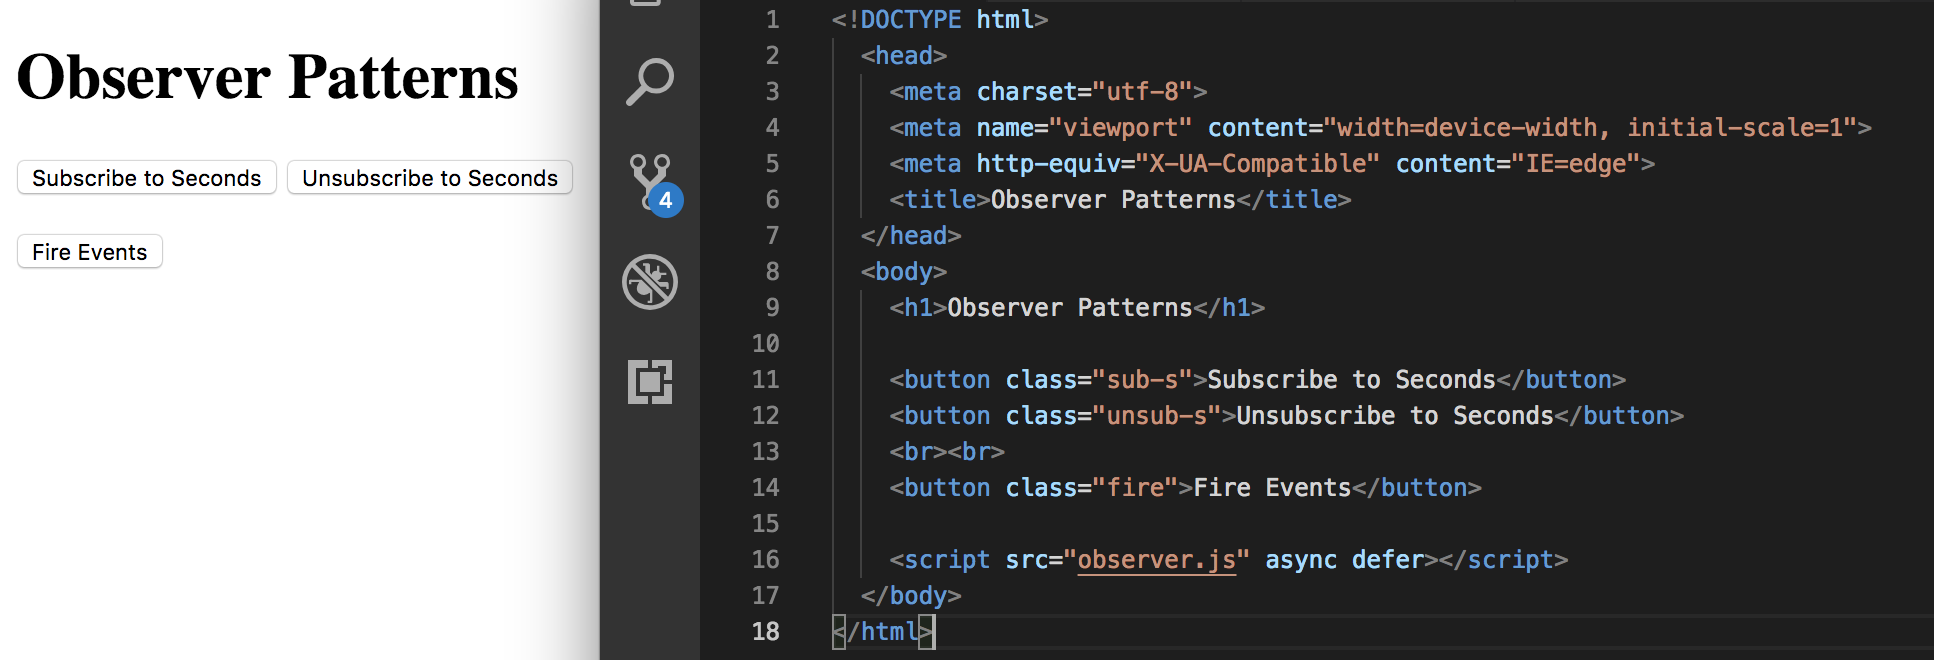 Observer Patterns
Subscribe to Seconds Unsubscribe to Seconds
Fire Events
4
1 <!DOCTYPE html>
2 <head>
3 <meta charset="utf-8">
4 <meta name="viewport" content="width=device-width, initial-scale=1">
5 <meta http-equiv="X-UA-Compatible" content="IE=edge">
6 <title>Observer Patterns</title>
7 </head>
8 <body>
9 <h1>Observer Patterns</h1>
10
11 <button class="sub-s">Subscribe to Seconds</button>
12 <button class="unsub-s">Unsubscribe to Seconds</button>
13 <br><br>
14 <button class="fire">Fire Events</button>
15
16 <script src="observer.js" async defer></script>
17 </body>
18 </html>